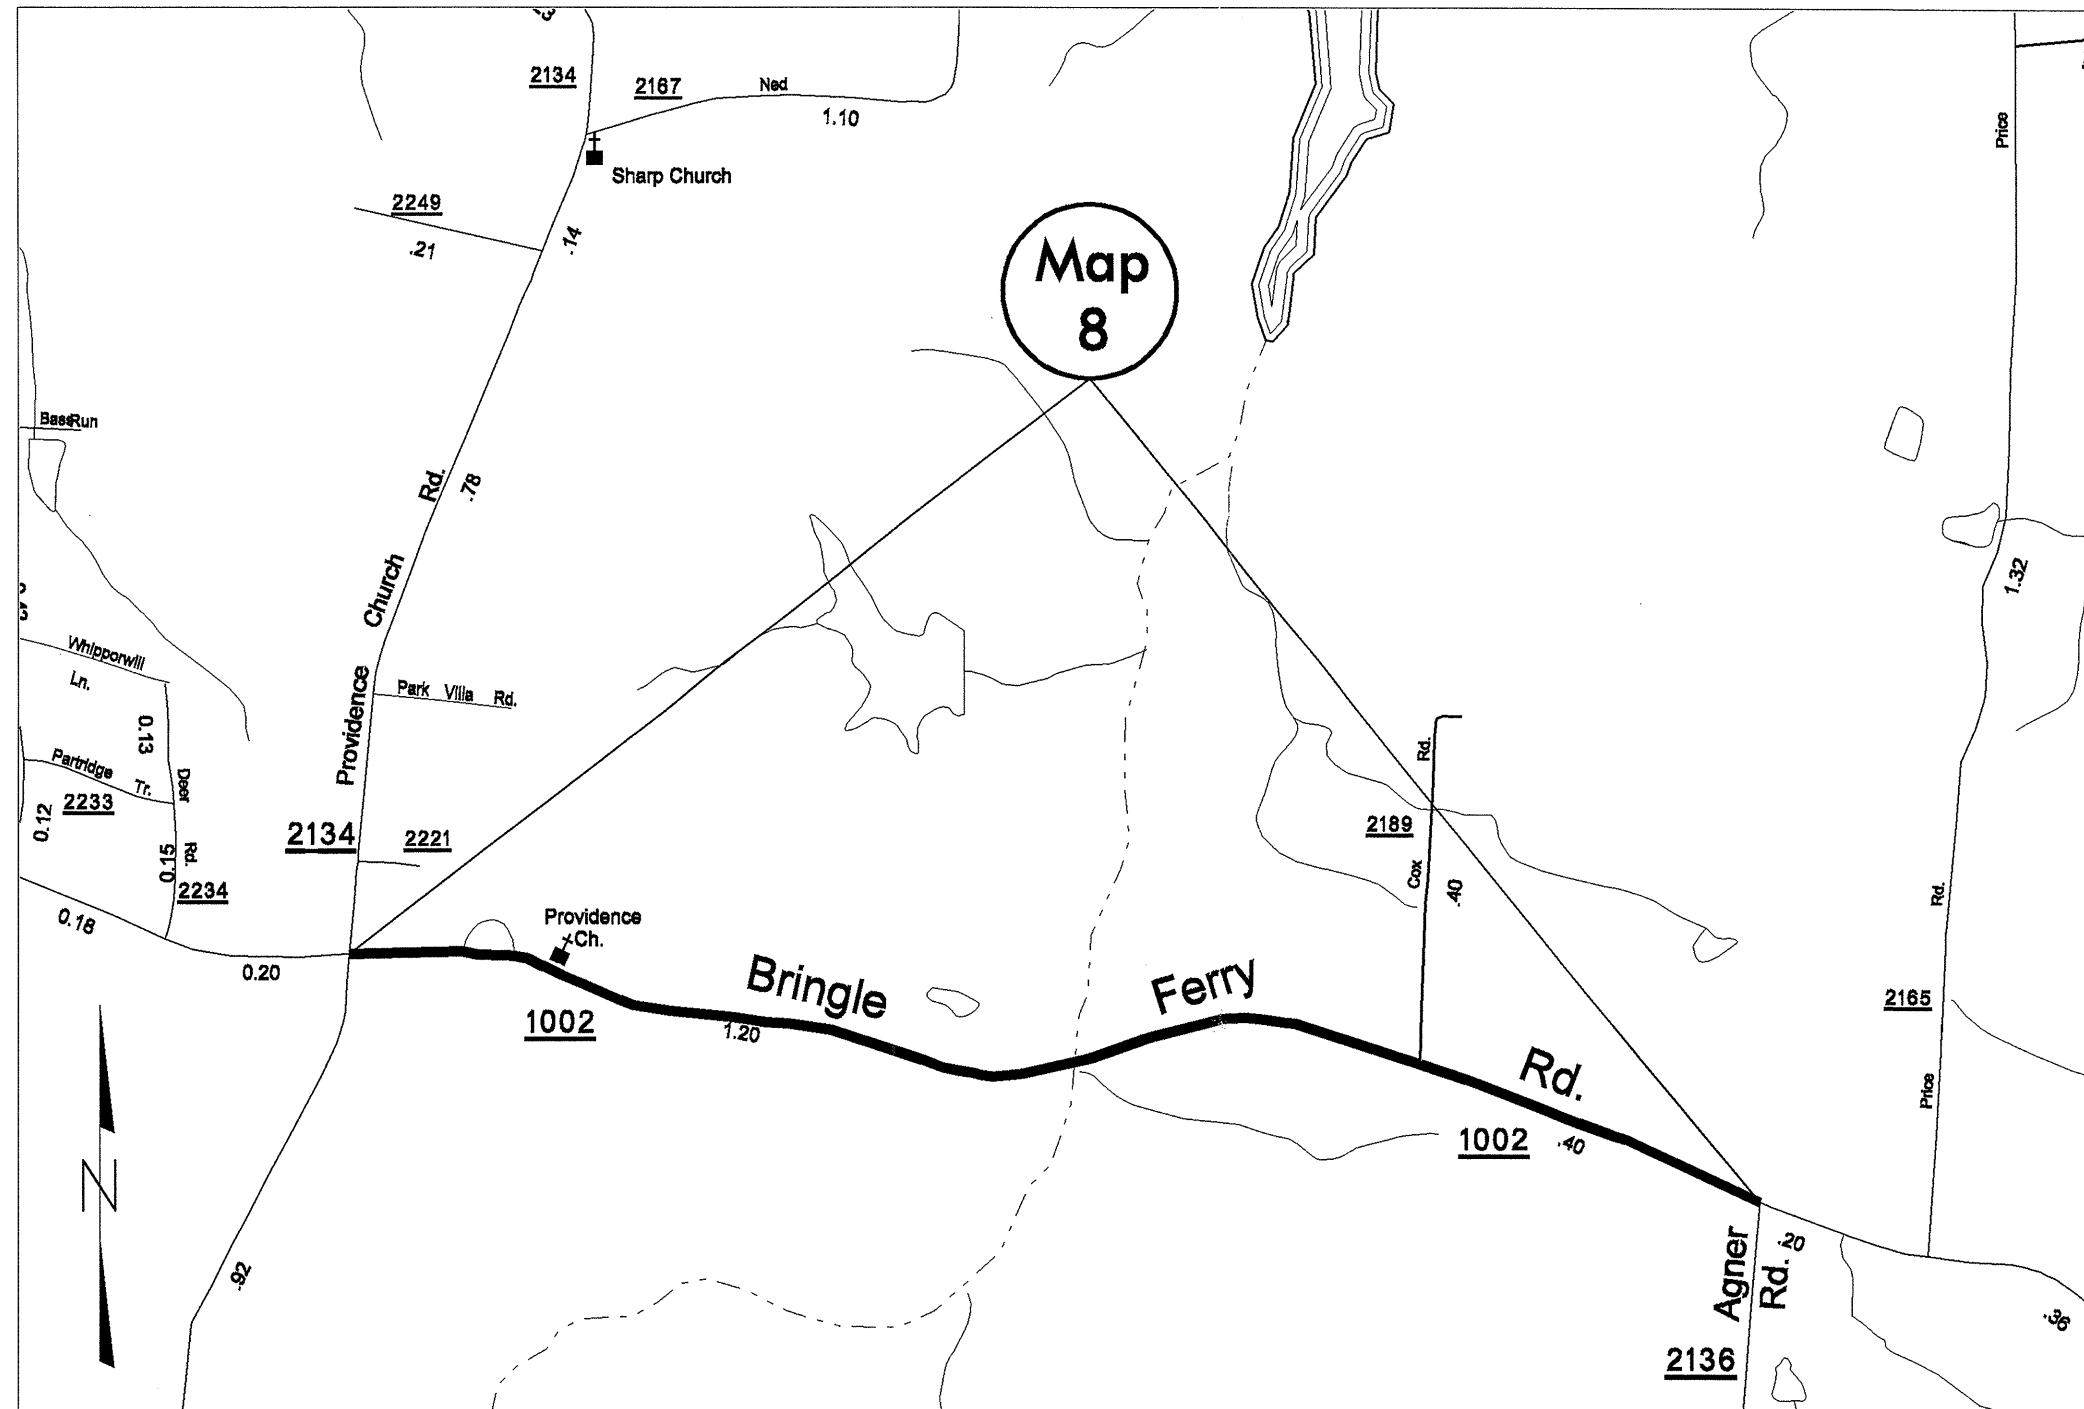 2134
2167
Ned
1.10
Sharp Church
Price
2249
.21
.14
Map
8
BassRun
Rd.
.78
Church
1.32
Whipporwill
Ln.
Park Villa Rd.
Providence
0.13
Rd.
Partridge
Tr.
Deer
2233
0.12
2134
2221
2189
0.15
Rd.
2234
Cox
.40
Rd.
0.18
Providence
Ch.
0.20
Bringle
Ferry
2165
1002
1.20
Rd.
Price
1002
.40
N
Agner
Rd.
.20
.92
.36
2136